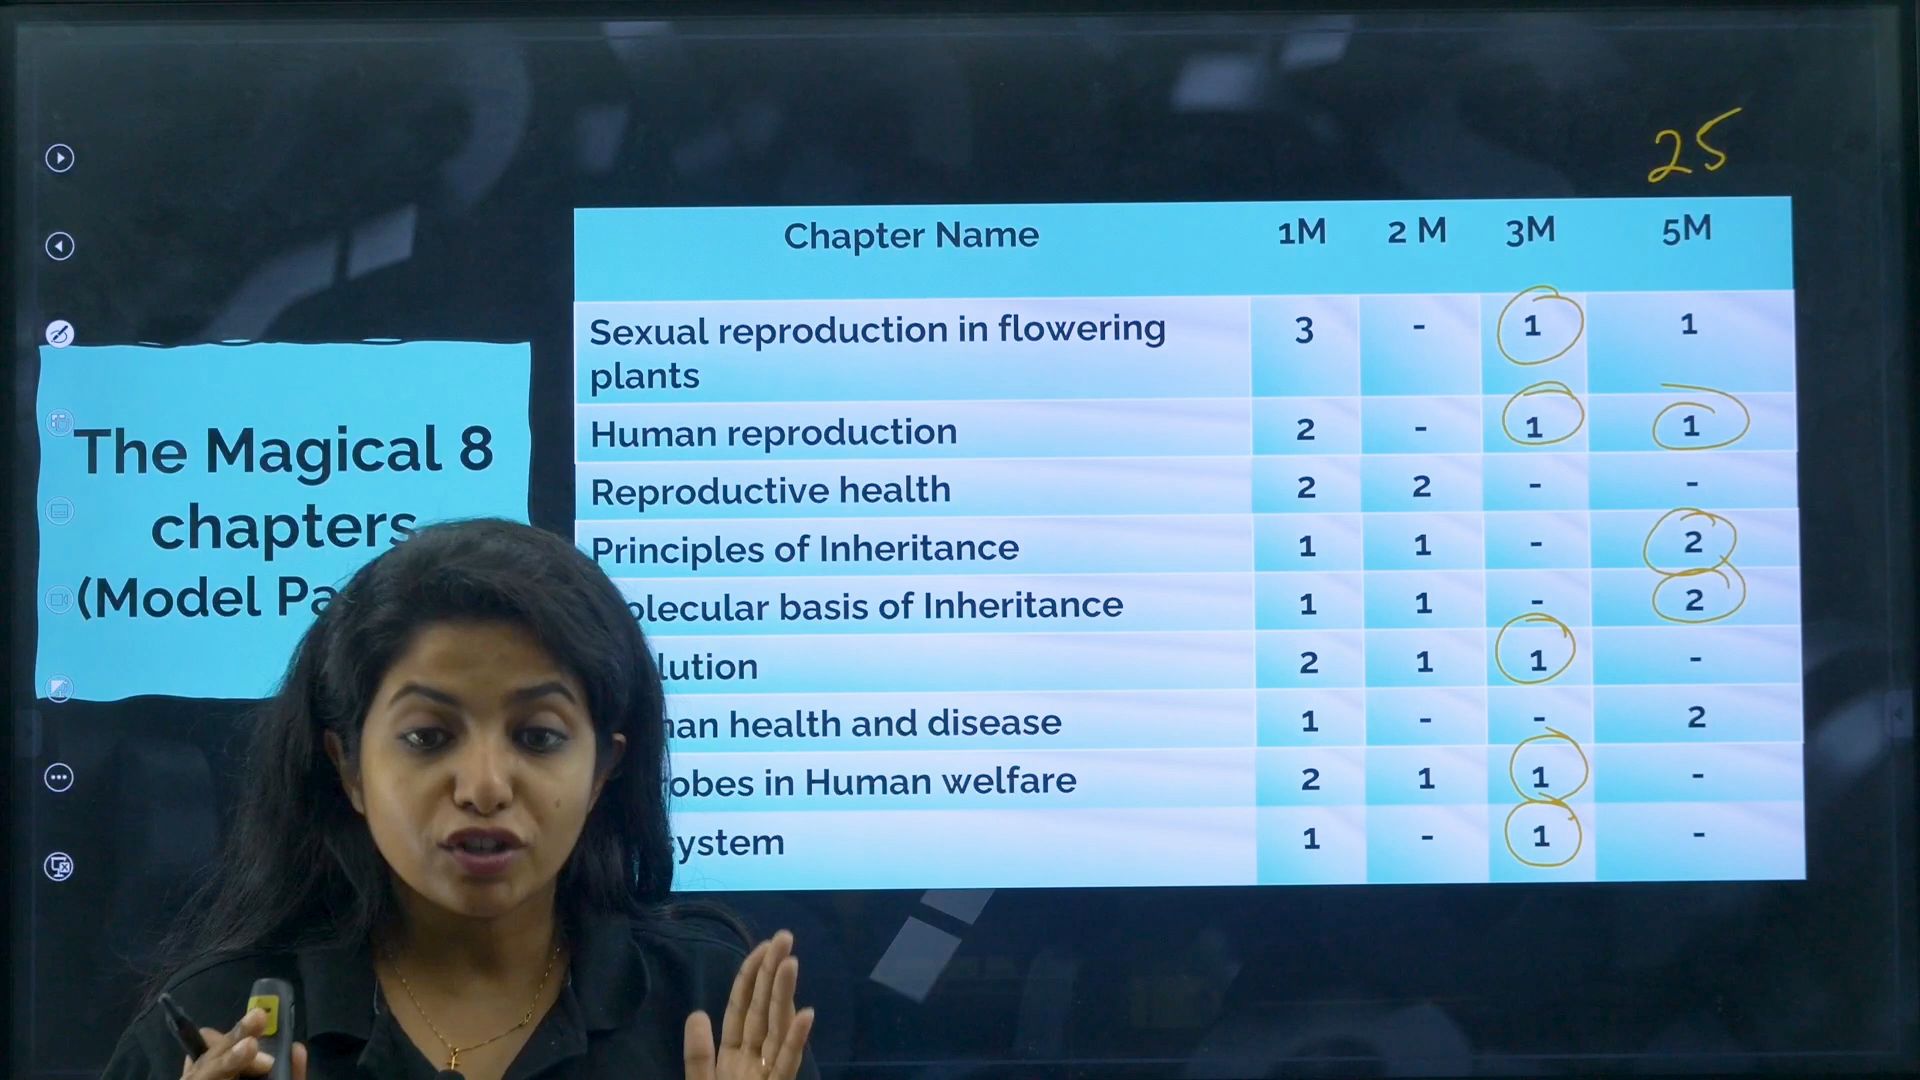 25
Chapter Name 1M 2 M 3M 5M
Sexual reproduction in flowering plants 3 - 1 1
Human reproduction 2 - 1 1
Reproductive health 2 2 - -
Principles of Inheritance 1 1 - 2
olecular basis of Inheritance 1 1 - 2
lution 2 1 1 -
an health and disease 1 - - 2
obes in Human welfare 2 1 1 -
ystem 1 - 1 -
The Magical 8
chapters
(Model Pa